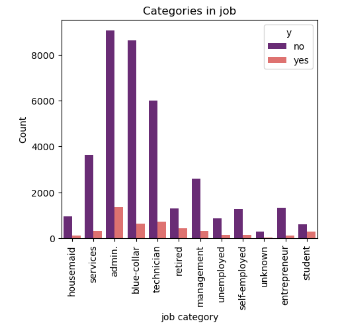 Categories in job
y
no
yes
Count
8000
6000
4000
2000
0
housemaid
services
admin.
blue-collar
technician
retired
management
unemployed
self-employed
unknown
entrepreneur
student
job category